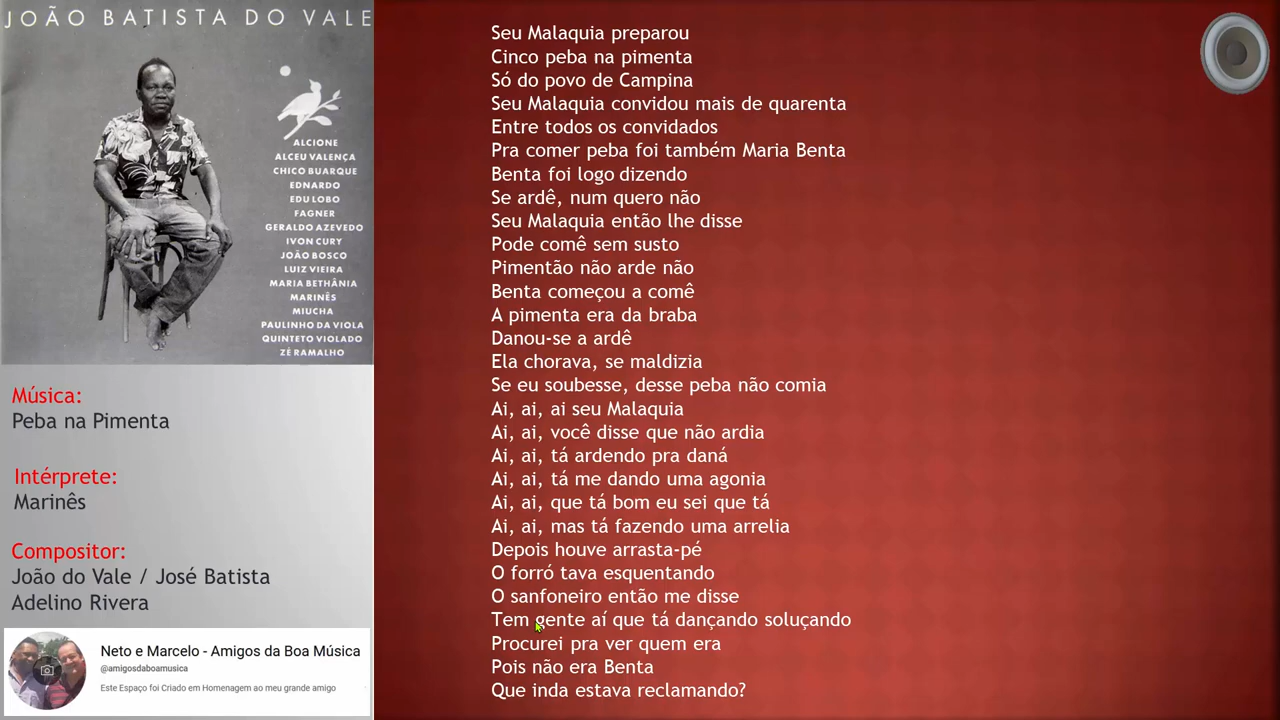 JOÃO BATISTA DO VALE
ALCIONE
ALCEU VALENÇA
CHICO BUARQUE
EDNARDO
EDU LOBO
FAGNER
GERALDO AZEVEDO
IVON CURY
JOÃO BOSCO
LUIZ VIEIRA
MARIA BETHÂNIA
MARINÊS
MIUCHA
PAULINHO DA VIOLA
QUINTETO VIOLADO
ZÉ RAMALHO
Música:
Peba na Pimenta
Intérprete:
Marinês
Compositor:
João do Vale / José Batista
Adelino Rivera
Neto e Marcelo - Amigos da Boa Música
@amigosdaboamusica
Este Espaço foi Criado em Homenagem ao meu grande amigo
Seu Malaquia preparou
Cinco peba na pimenta
Só do povo de Campina
Seu Malaquia convidou mais de quarenta
Entre todos os convidados
Pra comer peba foi também Maria Benta
Benta foi logo dizendo
Se ardê, num quero não
Seu Malaquia então lhe disse
Pode comê sem susto
Pimentão não arde não
Benta começou a comê
A pimenta era da braba
Danou-se a ardê
Ela chorava, se maldizia
Se eu soubesse, desse peba não comia
Ai, ai, ai seu Malaquia
Ai, ai, você disse que não ardia
Ai, ai, tá ardendo pra daná
Ai, ai, tá me dando uma agonia
Ai, ai, que tá bom eu sei que tá
Ai, ai, mas tá fazendo uma arrelia
Depois houve arrasta-pé
O forró tava esquentando
O sanfoneiro então me disse
Tem gente aí que tá dançando soluçando
Procurei pra ver quem era
Pois não era Benta
Que inda estava reclamando?